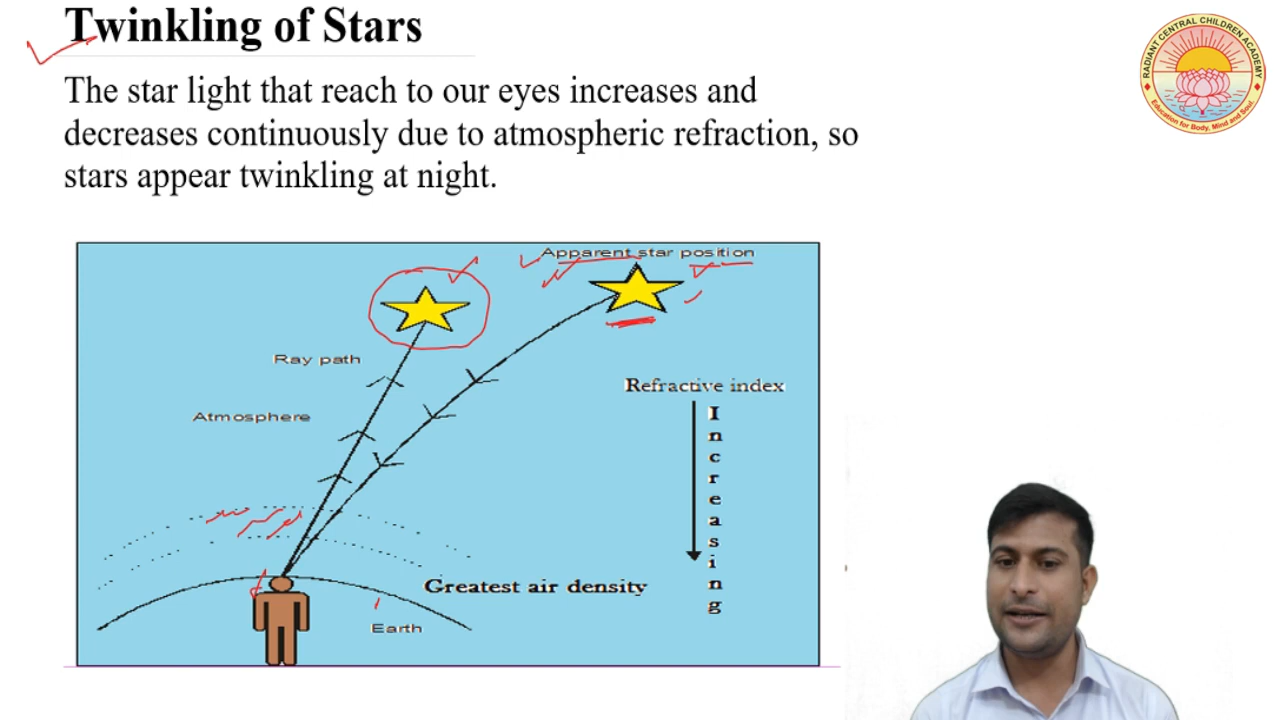 Twinkling of Stars
The star light that reach to our eyes increases and
decreases continuously due to atmospheric refraction, so
stars appear twinkling at night.
RADIANT CENTRAL CHILDREN ACADEMY
Education for Body, Mind and Soul.
Apparent star position
Ray path
Atmosphere
Refractive index
Increasing
Greatest air density
Earth